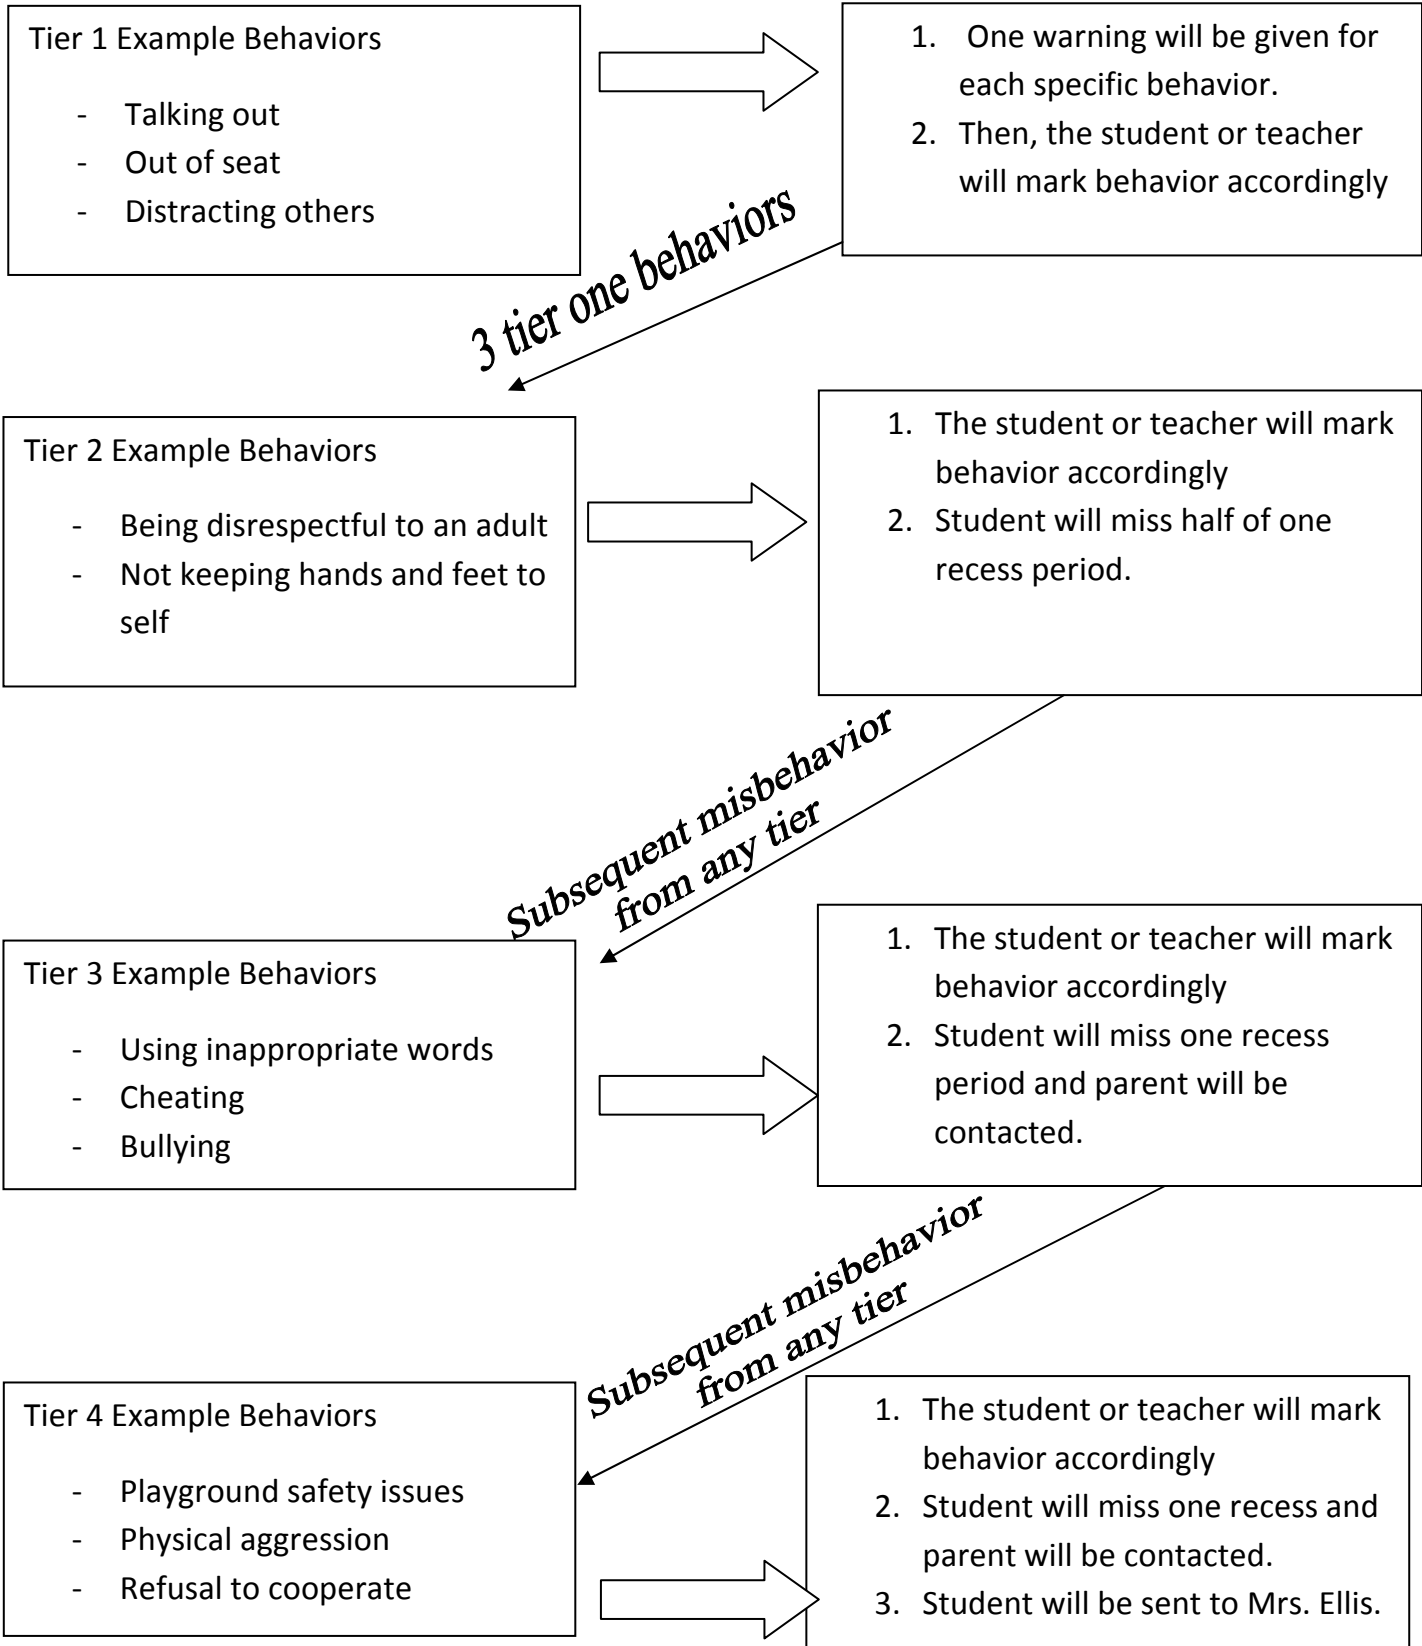 Tier 1 Example Behaviors
- Talking out
- Out of seat
- Distracting others
1. One warning will be given for
each specific behavior.
2. Then, the student or teacher
will mark behavior accordingly
3 tier one behaviors
Tier 2 Example Behaviors
- Being disrespectful to an adult
- Not keeping hands and feet to
self
1. The student or teacher will mark
behavior accordingly
2. Student will miss half of one
recess period.
Subsequent misbehavior
from any tier
Tier 3 Example Behaviors
- Using inappropriate words
- Cheating
- Bullying
1. The student or teacher will mark
behavior accordingly
2. Student will miss one recess
period and parent will be
contacted.
Subsequent misbehavior
from any tier
Tier 4 Example Behaviors
- Playground safety issues
- Physical aggression
- Refusal to cooperate
1. The student or teacher will mark
behavior accordingly
2. Student will miss one recess and
parent will be contacted.
3. Student will be sent to Mrs. Ellis.